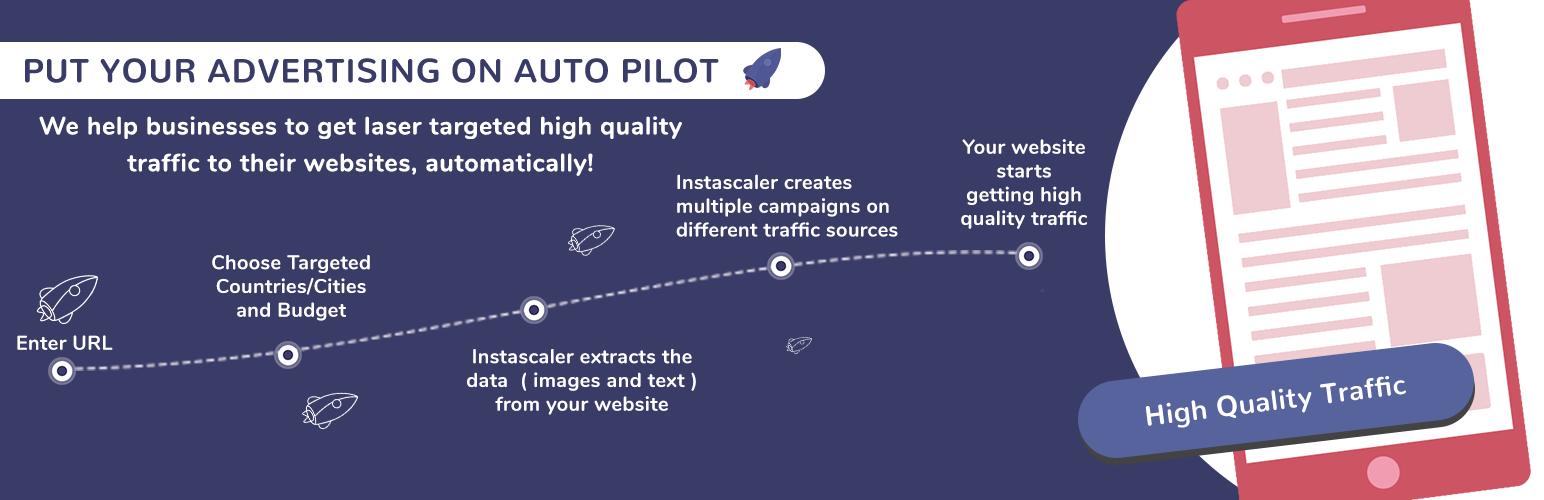 PUT YOUR ADVERTISING ON AUTO PILOT
We help businesses to get laser targeted high quality
traffic to their websites, automatically!
Enter URL
Choose Targeted
Countries/Cities
and Budget
Instascaler extracts the
data ( images and text )
from your website
Instascaler creates
multiple campaigns on
different traffic sources
Your website
starts
getting high
quality traffic
High Quality Traffic